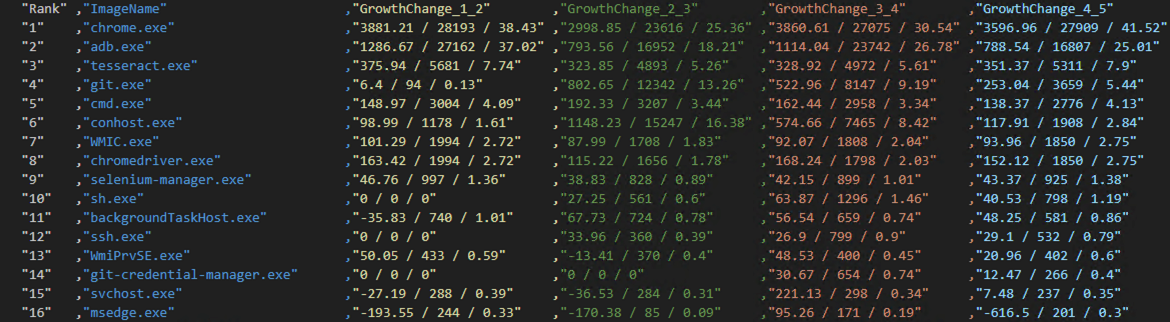 "Rank" ,"ImageName" ,"GrowthChange_1_2" ,"GrowthChange_2_3" ,"GrowthChange_3_4" ,"GrowthChange_4_5"
"1" ,"chrome.exe" ,"3881.21 / 28193 / 38.43" ,"2998.85 / 23616 / 25.36" ,"3860.61 / 27075 / 30.54" ,"3596.96 / 27909 / 41.52"
"2" ,"adb.exe" ,"1286.67 / 27162 / 37.02" ,"793.56 / 16952 / 18.21" ,"1114.04 / 23742 / 26.78" ,"788.54 / 16807 / 25.01"
"3" ,"tesseract.exe" ,"375.94 / 5681 / 7.74" ,"323.85 / 4893 / 5.26" ,"328.92 / 4972 / 5.61" ,"351.37 / 5311 / 7.9"
"4" ,"git.exe" ,"6.4 / 94 / 0.13" ,"802.65 / 12342 / 13.26" ,"522.96 / 8147 / 9.19" ,"253.04 / 3659 / 5.44"
"5" ,"cmd.exe" ,"148.97 / 3004 / 4.09" ,"192.33 / 3207 / 3.44" ,"162.44 / 2958 / 3.34" ,"138.37 / 2776 / 4.13"
"6" ,"conhost.exe" ,"98.99 / 1178 / 1.61" ,"1148.23 / 15247 / 16.38" ,"574.66 / 7465 / 8.42" ,"117.91 / 1908 / 2.84"
"7" ,"WMIC.exe" ,"101.29 / 1994 / 2.72" ,"87.99 / 1708 / 1.83" ,"92.07 / 1808 / 2.04" ,"93.96 / 1850 / 2.75"
"8" ,"chromedriver.exe" ,"163.42 / 1994 / 2.72" ,"115.22 / 1656 / 1.78" ,"168.24 / 1798 / 2.03" ,"152.12 / 1850 / 2.75"
"9" ,"selenium-manager.exe" ,"46.76 / 997 / 1.36" ,"38.83 / 828 / 0.89" ,"42.15 / 899 / 1.01" ,"43.37 / 925 / 1.38"
"10" ,"sh.exe" ,"0 / 0 / 0" ,"27.25 / 561 / 0.6" ,"63.87 / 1296 / 1.46" ,"40.53 / 798 / 1.19"
"11" ,"backgroundTaskHost.exe" ,"-35.83 / 740 / 1.01" ,"67.73 / 724 / 0.78" ,"56.54 / 659 / 0.74" ,"48.25 / 581 / 0.86"
"12" ,"ssh.exe" ,"0 / 0 / 0" ,"33.96 / 360 / 0.39" ,"26.9 / 799 / 0.9" ,"29.1 / 532 / 0.79"
"13" ,"WmiPrvSE.exe" ,"50.05 / 433 / 0.59" ,"-13.41 / 370 / 0.4" ,"48.53 / 400 / 0.45" ,"20.96 / 402 / 0.6"
"14" ,"git-credential-manager.exe" ,"0 / 0 / 0" ,"0 / 0 / 0" ,"30.67 / 654 / 0.74" ,"12.47 / 266 / 0.4"
"15" ,"svchost.exe" ,"-27.19 / 288 / 0.39" ,"-36.53 / 284 / 0.31" ,"221.13 / 298 / 0.34" ,"7.48 / 237 / 0.35"
"16" ,"msedge.exe" ,"-193.55 / 244 / 0.33" ,"-170.38 / 85 / 0.09" ,"95.26 / 171 / 0.19" ,"-616.5 / 201 / 0.3"